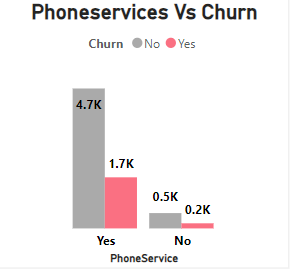 Phoneservices Vs Churn
Churn No Yes
4.7K
1.7K
0.5K
0.2K
Yes No
PhoneService